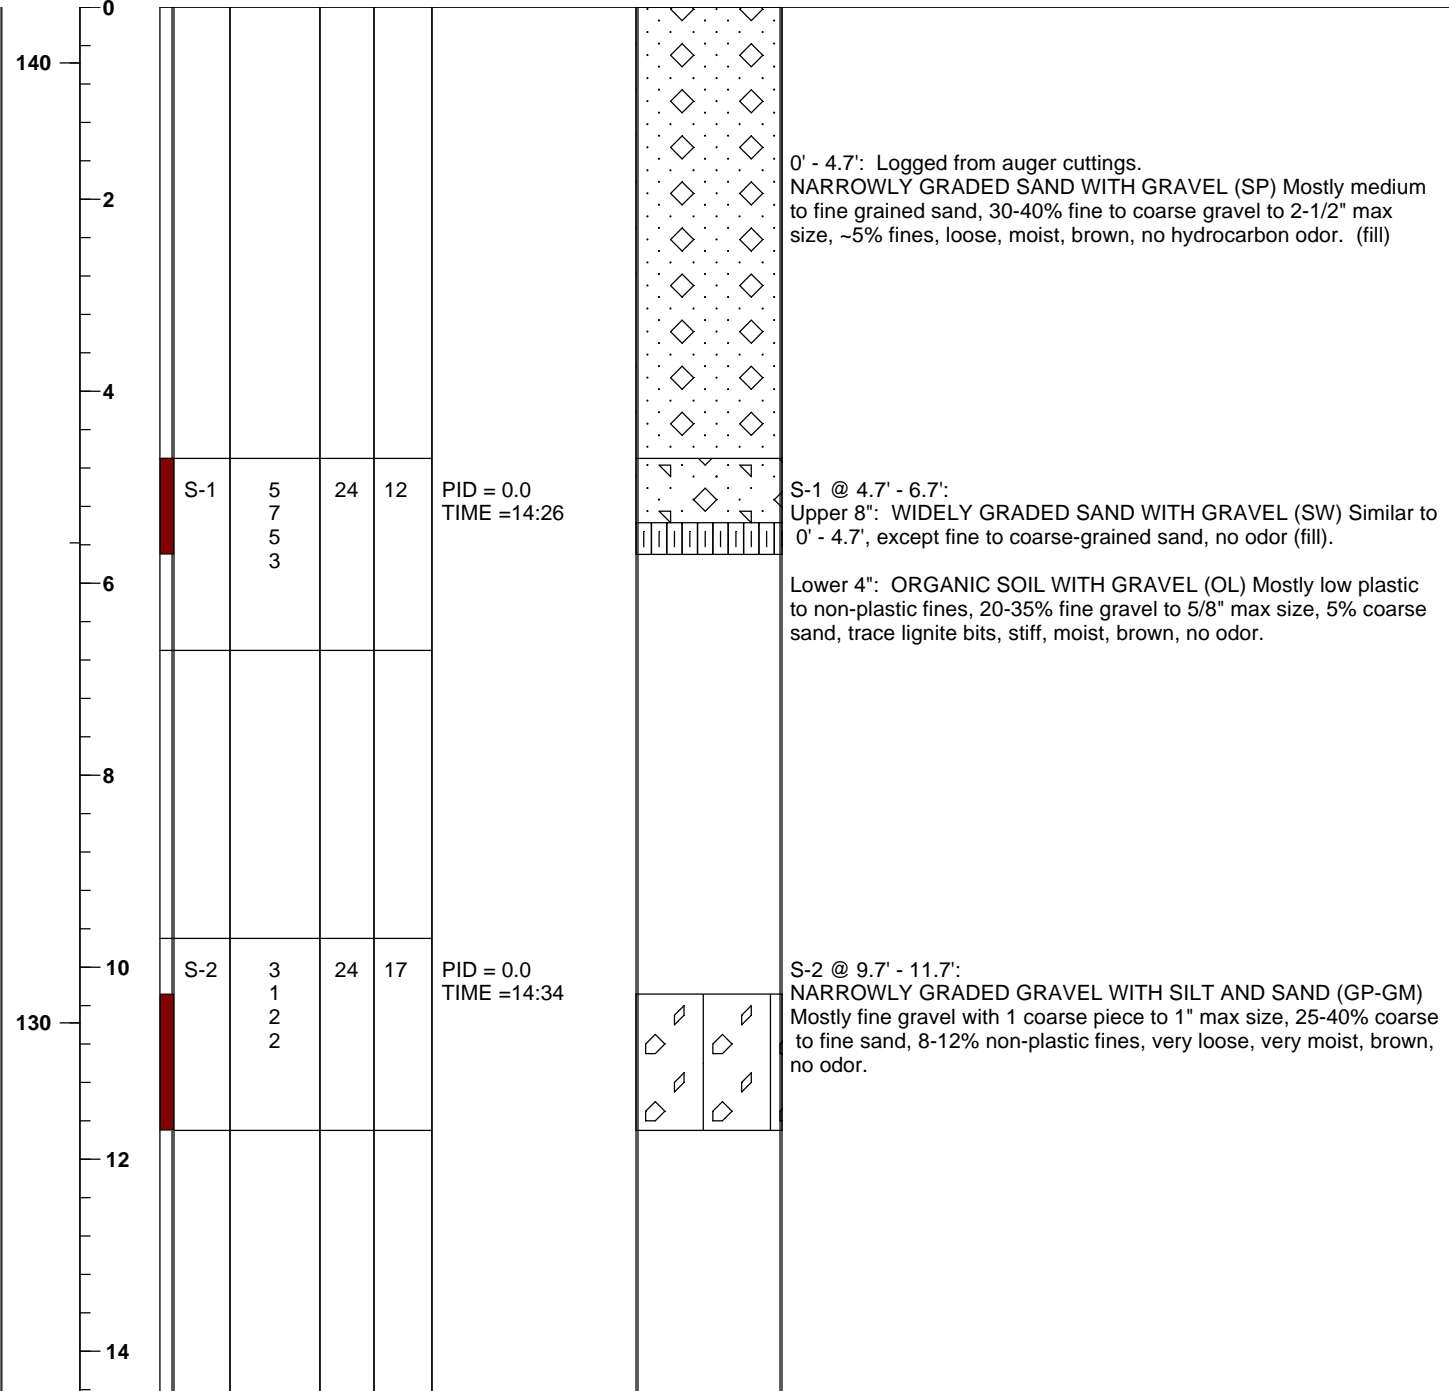 0
140
0' - 4.7': Logged from auger cuttings.
NARROWLY GRADED SAND WITH GRAVEL (SP) Mostly medium
to fine grained sand, 30-40% fine to coarse gravel to 2-1/2" max
size, ~5% fines, loose, moist, brown, no hydrocarbon odor. (fill)
2
4
S-1 5 24 12 PID = 0.0
7 TIME =14:26
5
3
S-1 @ 4.7' - 6.7':
Upper 8": WIDELY GRADED SAND WITH GRAVEL (SW) Similar to
0' - 4.7', except fine to coarse-grained sand, no odor (fill).
Lower 4": ORGANIC SOIL WITH GRAVEL (OL) Mostly low plastic
to non-plastic fines, 20-35% fine gravel to 5/8" max size, 5% coarse
sand, trace lignite bits, stiff, moist, brown, no odor.
6
8
10
S-2 3 24 17 PID = 0.0
1 TIME =14:34
2
2
S-2 @ 9.7' - 11.7':
NARROWLY GRADED GRAVEL WITH SILT AND SAND (GP-GM)
Mostly fine gravel with 1 coarse piece to 1" max size, 25-40% coarse
to fine sand, 8-12% non-plastic fines, very loose, very moist, brown,
no odor.
130
12
14